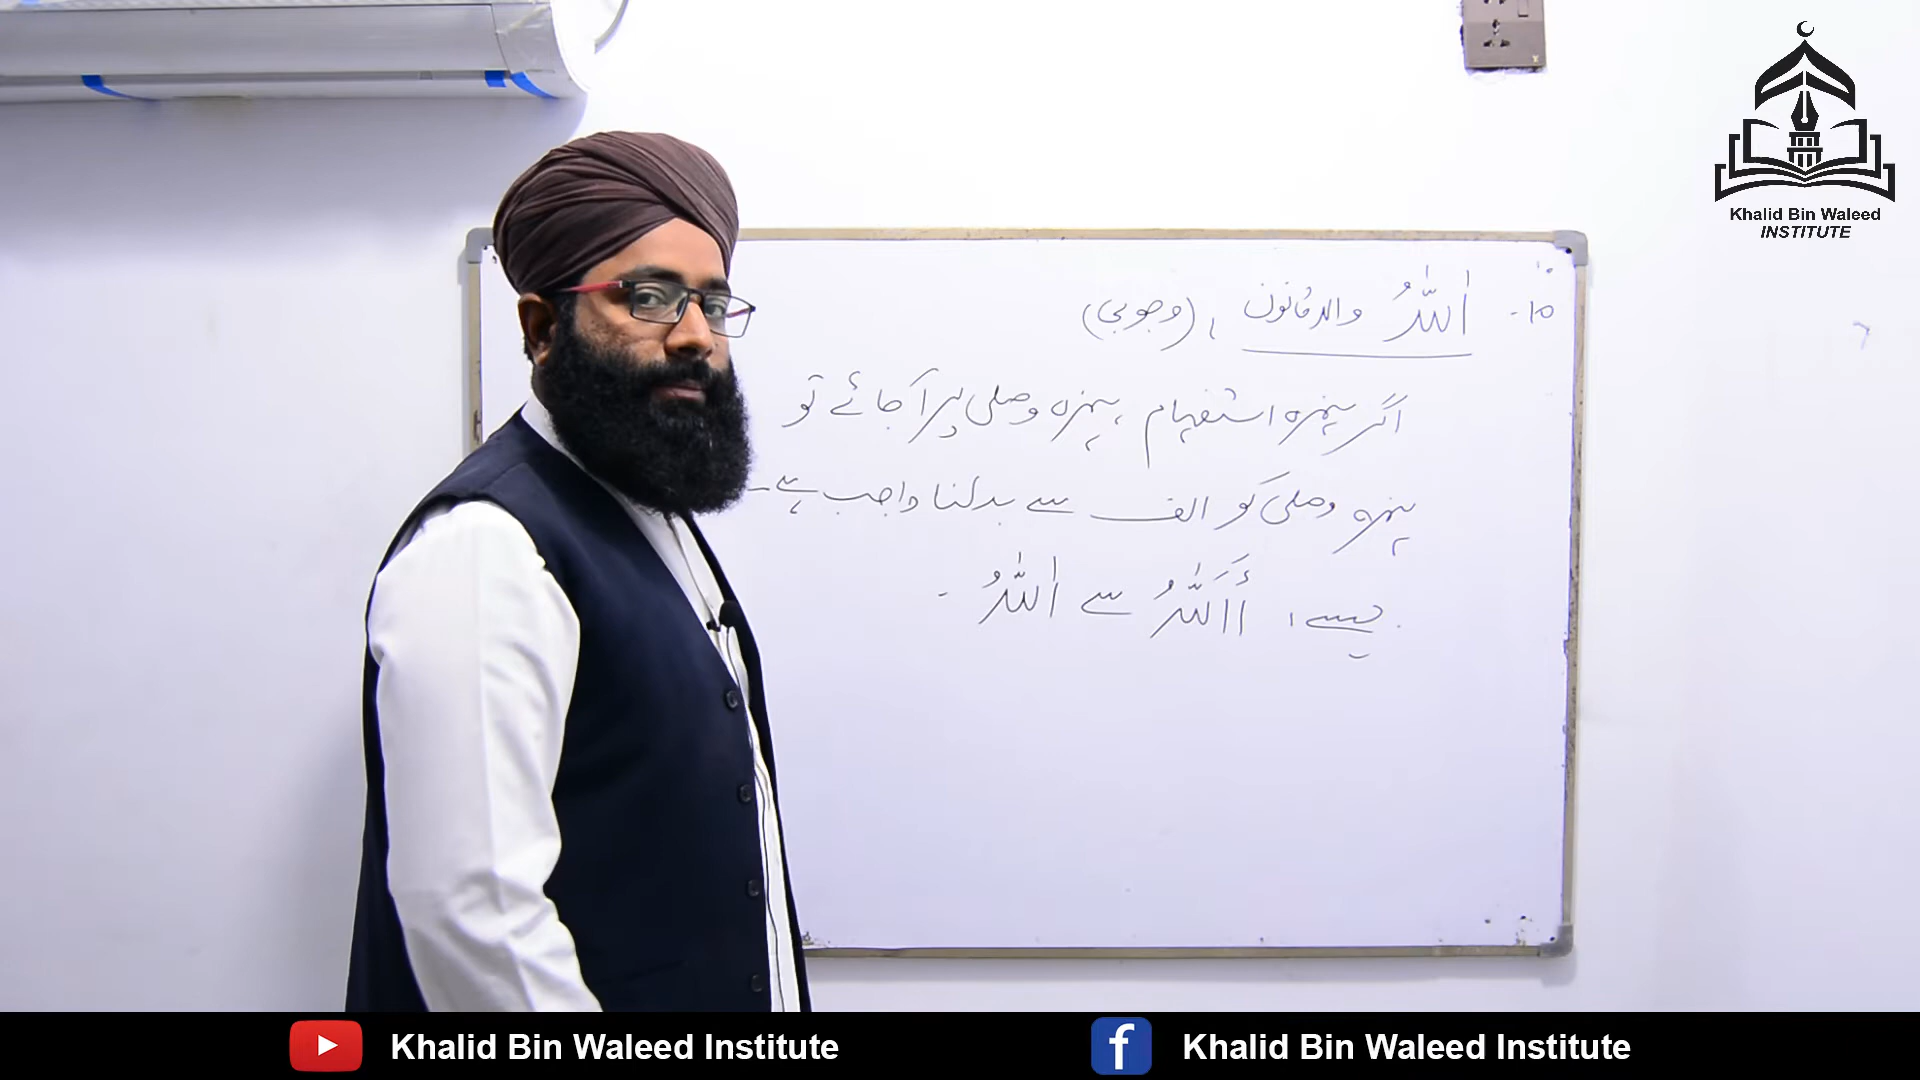 Khalid Bin Waleed
INSTITUTE
۱۵- اٰللّٰہُ والا قانون ، (وجوبی)
اگر ہمزہ استفہام ، ہمزہ وصلی پر آ جائے تو
ہمزہ وصلی کو الف سے بدلنا واجب ہے۔
جیسے ، أَاَللّٰہُ سے اٰللّٰہُ -
Khalid Bin Waleed Institute
Khalid Bin Waleed Institute